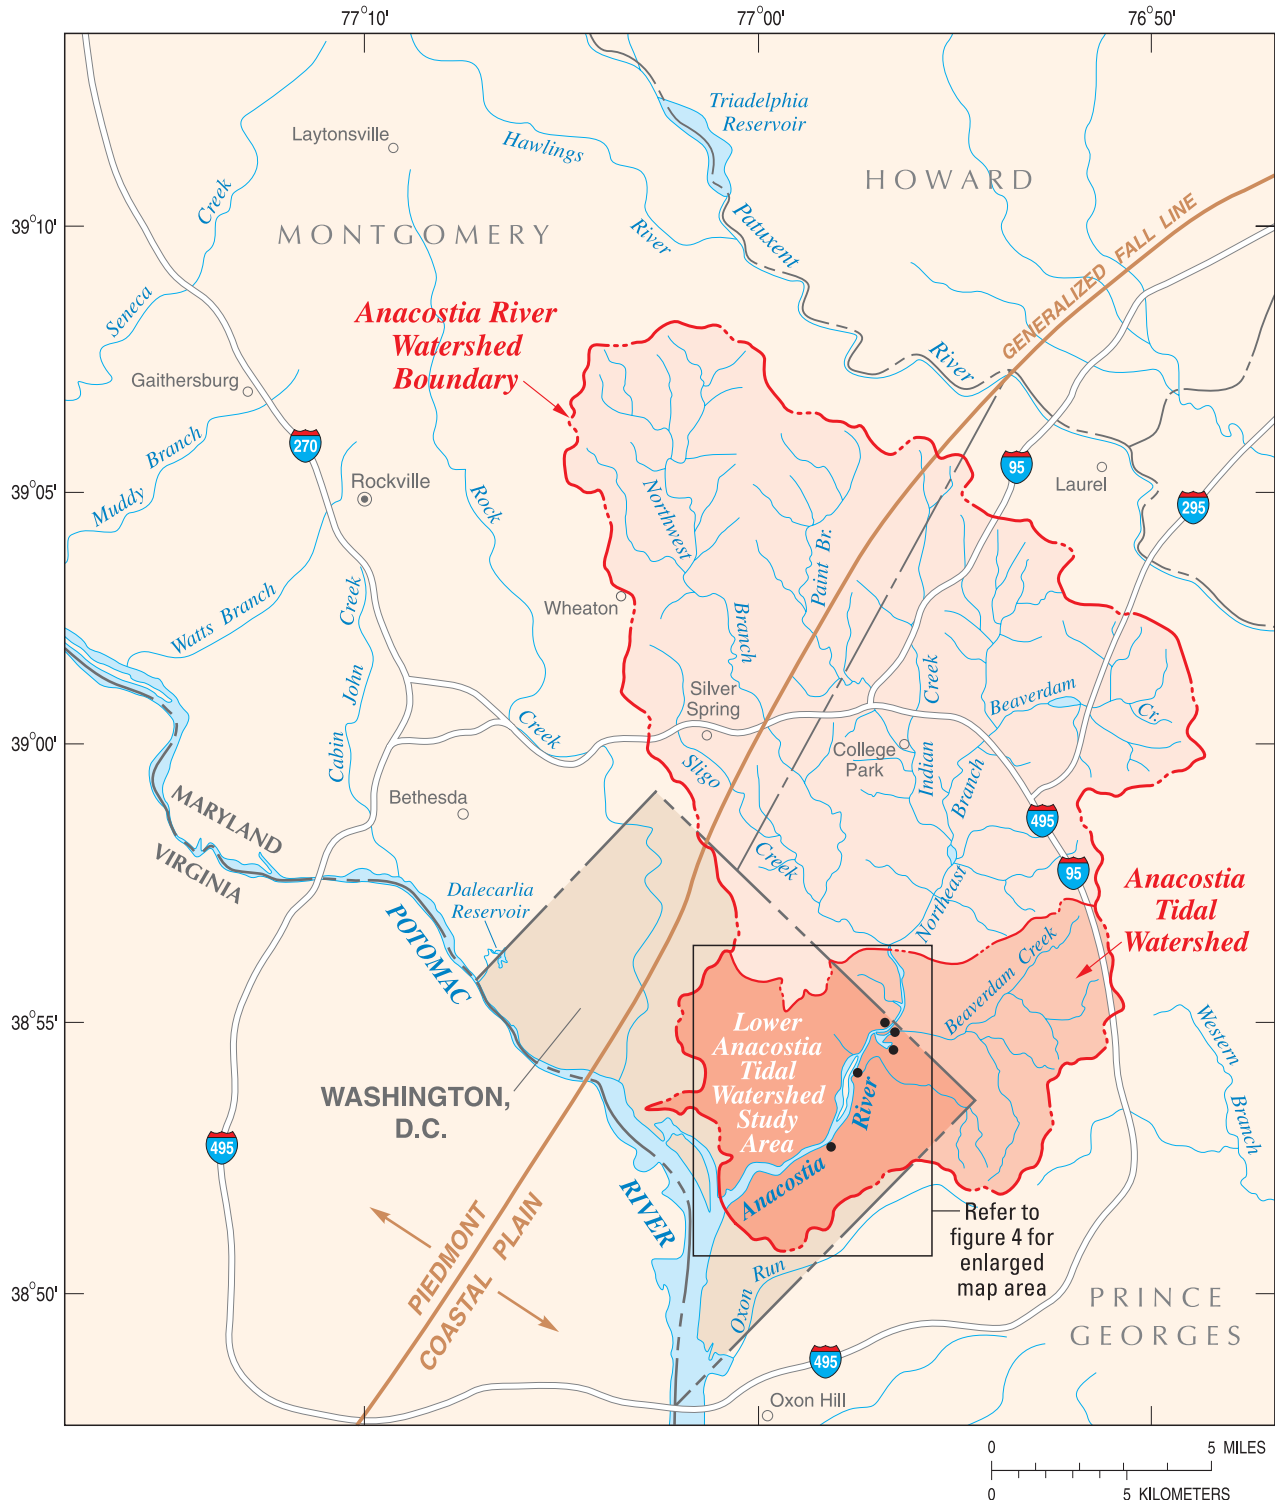 77°10'
77°00'
76°50'
39°10'
39°05'
39°00'
38°55'
38°50'
Triadelphia
Reservoir
Laytonsville
Hawlings
River
HOWARD
Creek
Seneca
MONTGOMERY
Patuxent
River
GENERALIZED FALL LINE
Anacostia River
Watershed
Boundary
Gaithersburg
Muddy
Branch
270
Rockville
Rock
Creek
95
Laurel
295
Northwest
Branch
Paint Br.
Wheaton
Watts Branch
Cabin
John
Creek
Silver
Spring
Creek
Indian
Beaverdam
Cr.
College
Park
Sligo
Creek
Northeast
Branch
Bethesda
495
95
MARYLAND
VIRGINIA
Dalecarlia
Reservoir
POTOMAC
RIVER
Anacostia
Tidal
Watershed
Beaverdam Creek
Western
Branch
Lower
Anacostia
Tidal
Watershed
Study
Area
Anacostia
River
WASHINGTON,
D.C.
495
Refer to
figure 4 for
enlarged
map area
PIEDMONT
COASTAL PLAIN
Oxon Run
PRINCE
GEORGES
495
Oxon Hill
0
5 MILES
0
5 KILOMETERS